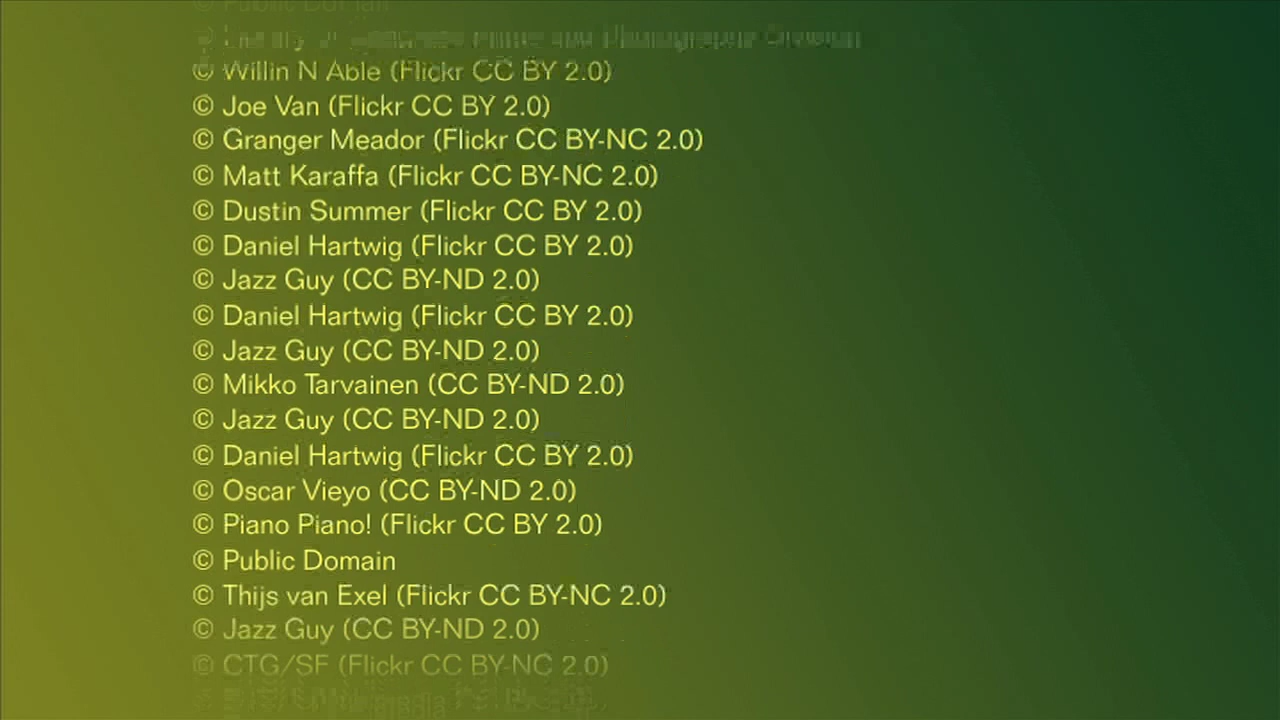 © Public Domain
© Willin N Able (Flickr CC BY 2.0)
© Joe Van (Flickr CC BY 2.0)
© Granger Meador (Flickr CC BY-NC 2.0)
© Matt Karaffa (Flickr CC BY-NC 2.0)
© Dustin Summer (Flickr CC BY 2.0)
© Daniel Hartwig (Flickr CC BY 2.0)
© Jazz Guy (CC BY-ND 2.0)
© Daniel Hartwig (Flickr CC BY 2.0)
© Jazz Guy (CC BY-ND 2.0)
© Mikko Tarvainen (CC BY-ND 2.0)
© Jazz Guy (CC BY-ND 2.0)
© Daniel Hartwig (Flickr CC BY 2.0)
© Oscar Vieyo (CC BY-ND 2.0)
© Piano Piano! (Flickr CC BY 2.0)
© Public Domain
© Thijs van Exel (Flickr CC BY-NC 2.0)
© Jazz Guy (CC BY-ND 2.0)
© CTG/SF (Flickr CC BY-NC 2.0)